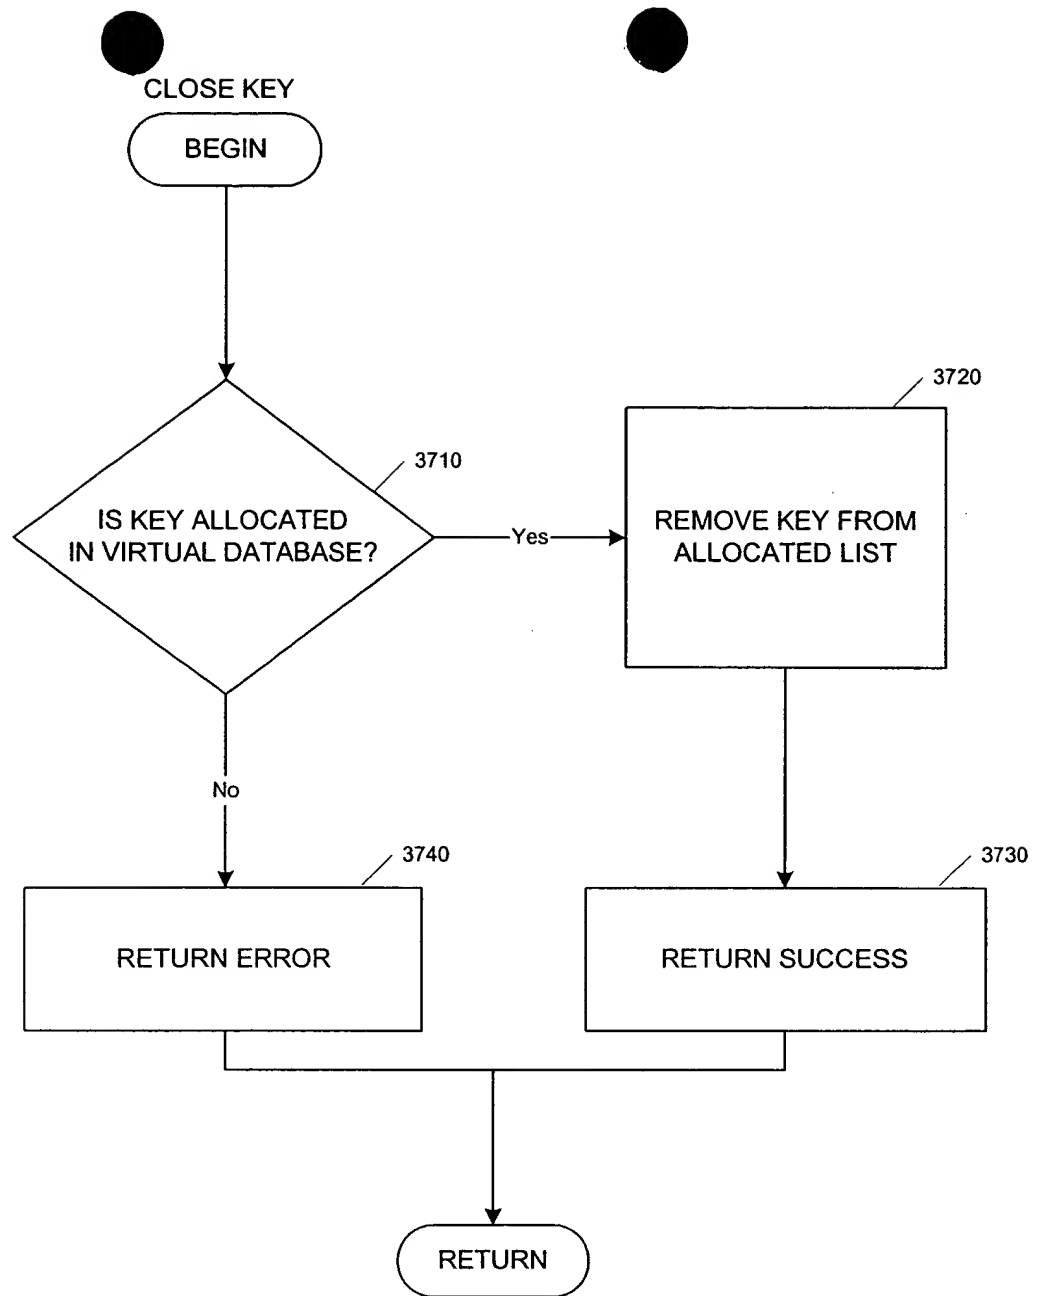 CLOSE KEY
BEGIN
3720
3710
IS KEY ALLOCATED
IN VIRTUAL DATABASE?
Yes
REMOVE KEY FROM
ALLOCATED LIST
No
3740
3730
RETURN ERROR
RETURN SUCCESS
RETURN